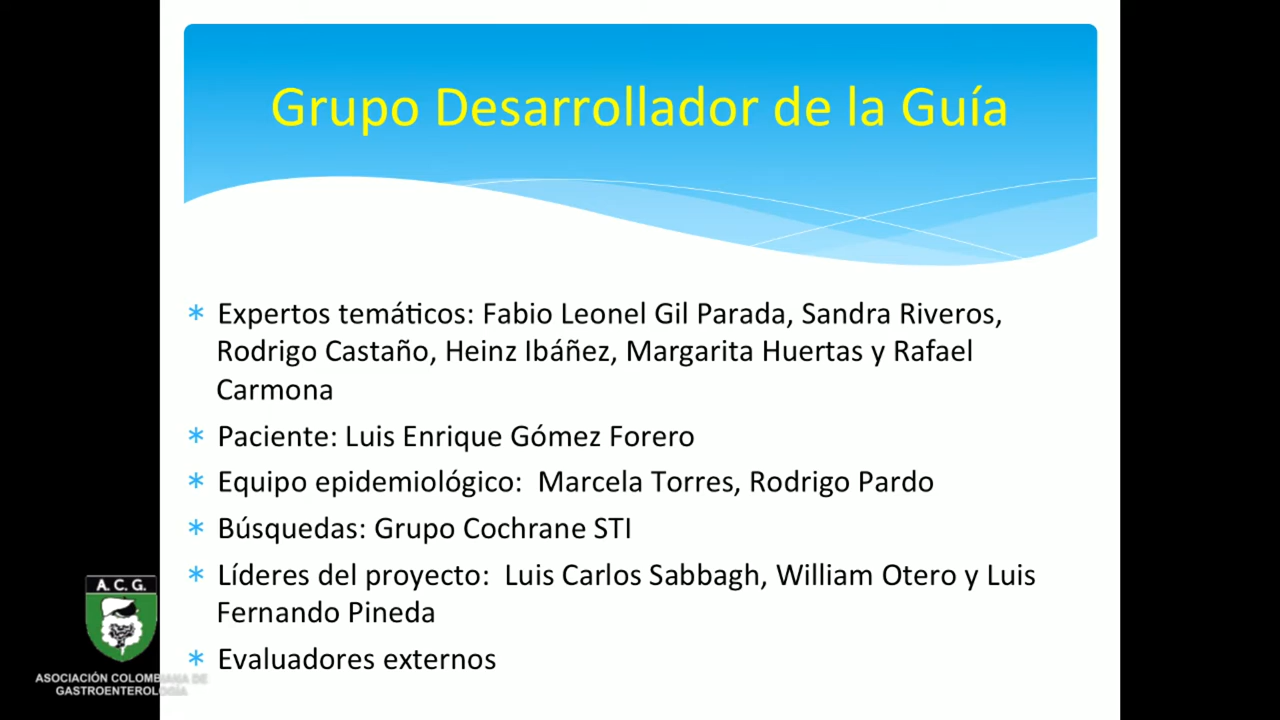 Grupo Desarrollador de la Guía
* Expertos temáticos: Fabio Leonel Gil Parada, Sandra Riveros,
Rodrigo Castaño, Heinz Ibáñez, Margarita Huertas y Rafael
Carmona
* Paciente: Luis Enrique Gómez Forero
* Equipo epidemiológico: Marcela Torres, Rodrigo Pardo
* Búsquedas: Grupo Cochrane STI
* Líderes del proyecto: Luis Carlos Sabbagh, William Otero y Luis
Fernando Pineda
* Evaluadores externos
A.C.G.
ASOCIACIÓN COLOMBIANA DE
GASTROENTEROLOGÍA